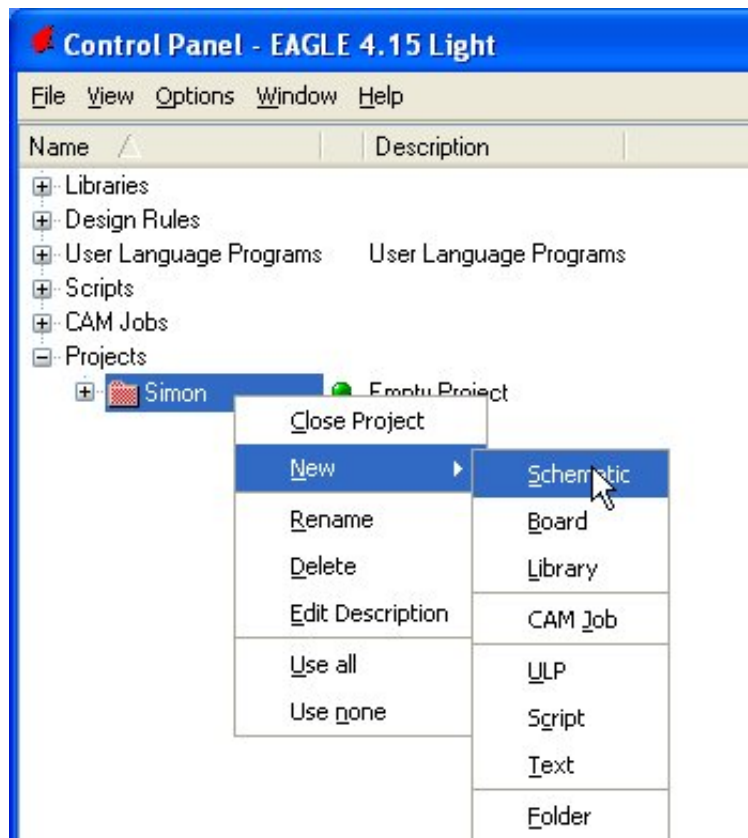 Control Panel - EAGLE 4.15 Light
File View Options Window Help
Name Description
Libraries
Design Rules
User Language Programs User Language Programs
Scripts
CAM Jobs
Projects
Simon Empty Project
Close Project
New
Rename
Delete
Edit Description
Use all
Use none
Schematic
Board
Library
CAM Job
ULP
Script
Text
Folder